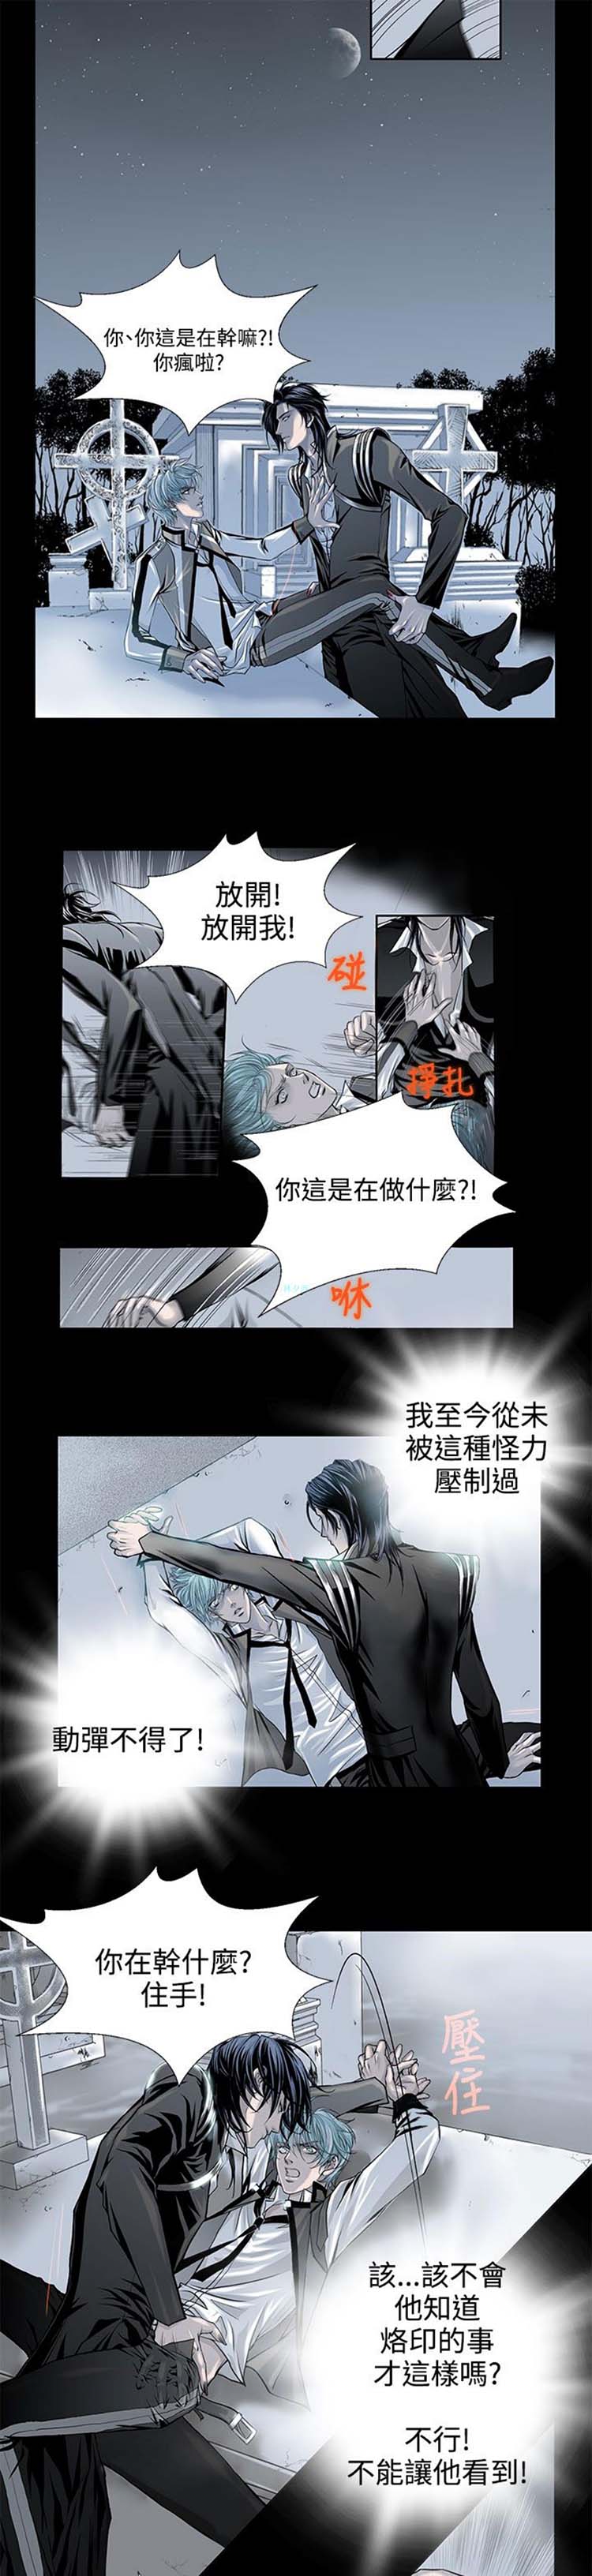 你、你這是在幹嘛?!
你瘋啦?
放開!
放開我!
碰
掙扎
你這是在做什麼?!
咻
我至今從未
被這種怪力
壓制過
動彈不得了!
你在幹什麼?
住手!
壓
住
該...該不會
他知道
烙印的事
才這樣嗎?
不行!
不能讓他看到!